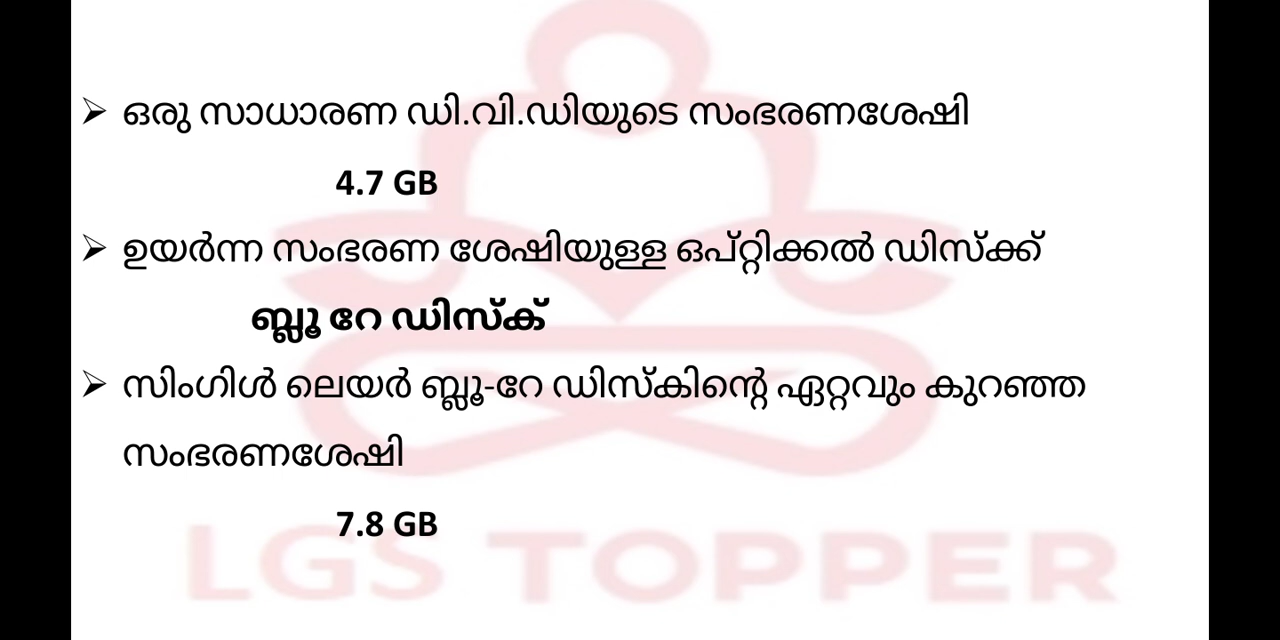 ➢ ഒരു സാധാരണ ഡി.വി.ഡിയുടെ സംഭരണശേഷി
4.7 GB
➢ ഉയർന്ന സംഭരണ ശേഷിയുള്ള ഒപ്റ്റിക്കൽ ഡിസ്ക്ക്
ബ്ലൂ റേ ഡിസ്ക്
➢ സിംഗിൾ ലെയർ ബ്ലൂ-റേ ഡിസ്കിന്റെ ഏറ്റവും കുറഞ്ഞ
സംഭരണശേഷി
7.8 GB
LGS TOPPER